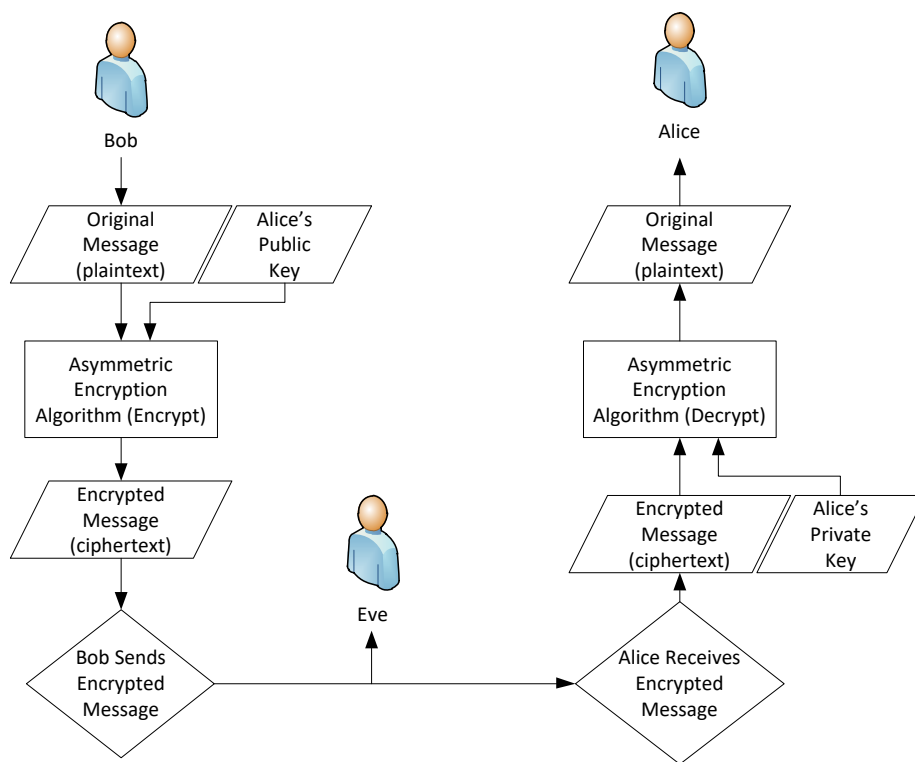 Bob
Original
Message
(plaintext)
Alice's
Public
Key
Asymmetric
Encryption
Algorithm (Encrypt)
Encrypted
Message
(ciphertext)
Bob Sends
Encrypted
Message
Eve
Alice
Original
Message
(plaintext)
Asymmetric
Encryption
Algorithm (Decrypt)
Encrypted
Message
(ciphertext)
Alice's
Private
Key
Alice Receives
Encrypted
Message